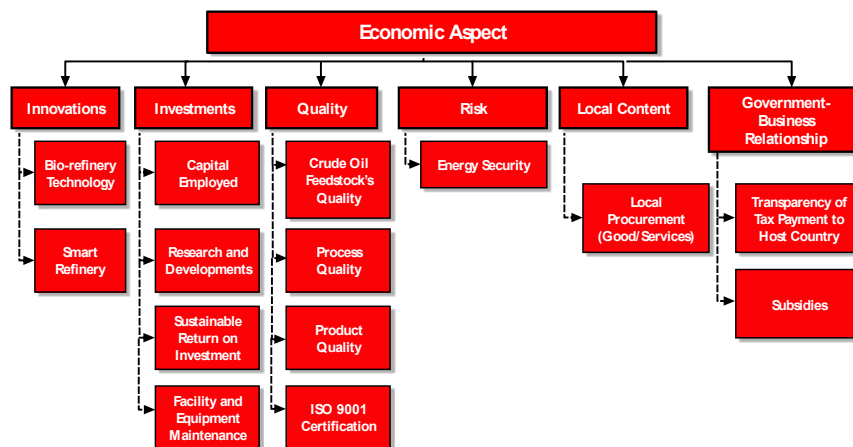 Economic Aspect
Innovations
Investments
Quality
Risk
Local Content
Government-
Business
Relationship
Bio-refinery
Technology
Smart
Refinery
Capital
Employed
Research and
Developments
Sustainable
Return on
Investment
Facility and
Equipment
Maintenance
Crude Oil
Feedstock's
Quality
Process
Quality
Product
Quality
ISO 9001
Certification
Energy Security
Local
Procurement
(Good/Services)
Transparency of
Tax Payment to
Host Country
Subsidies